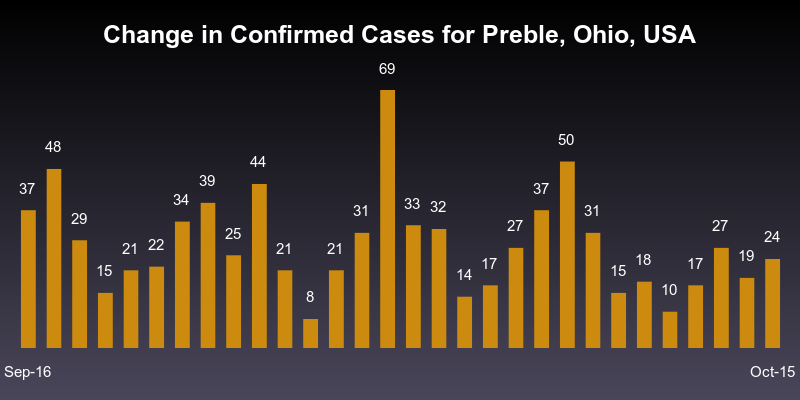 Change in Confirmed Cases for Preble, Ohio, USA
37 48 29 15 21 22 34 39 25 44 21 8 21 31 69 33 32 14 17 27 37 50 31 15 18 10 17 27 19 24
Sep-16 Oct-15